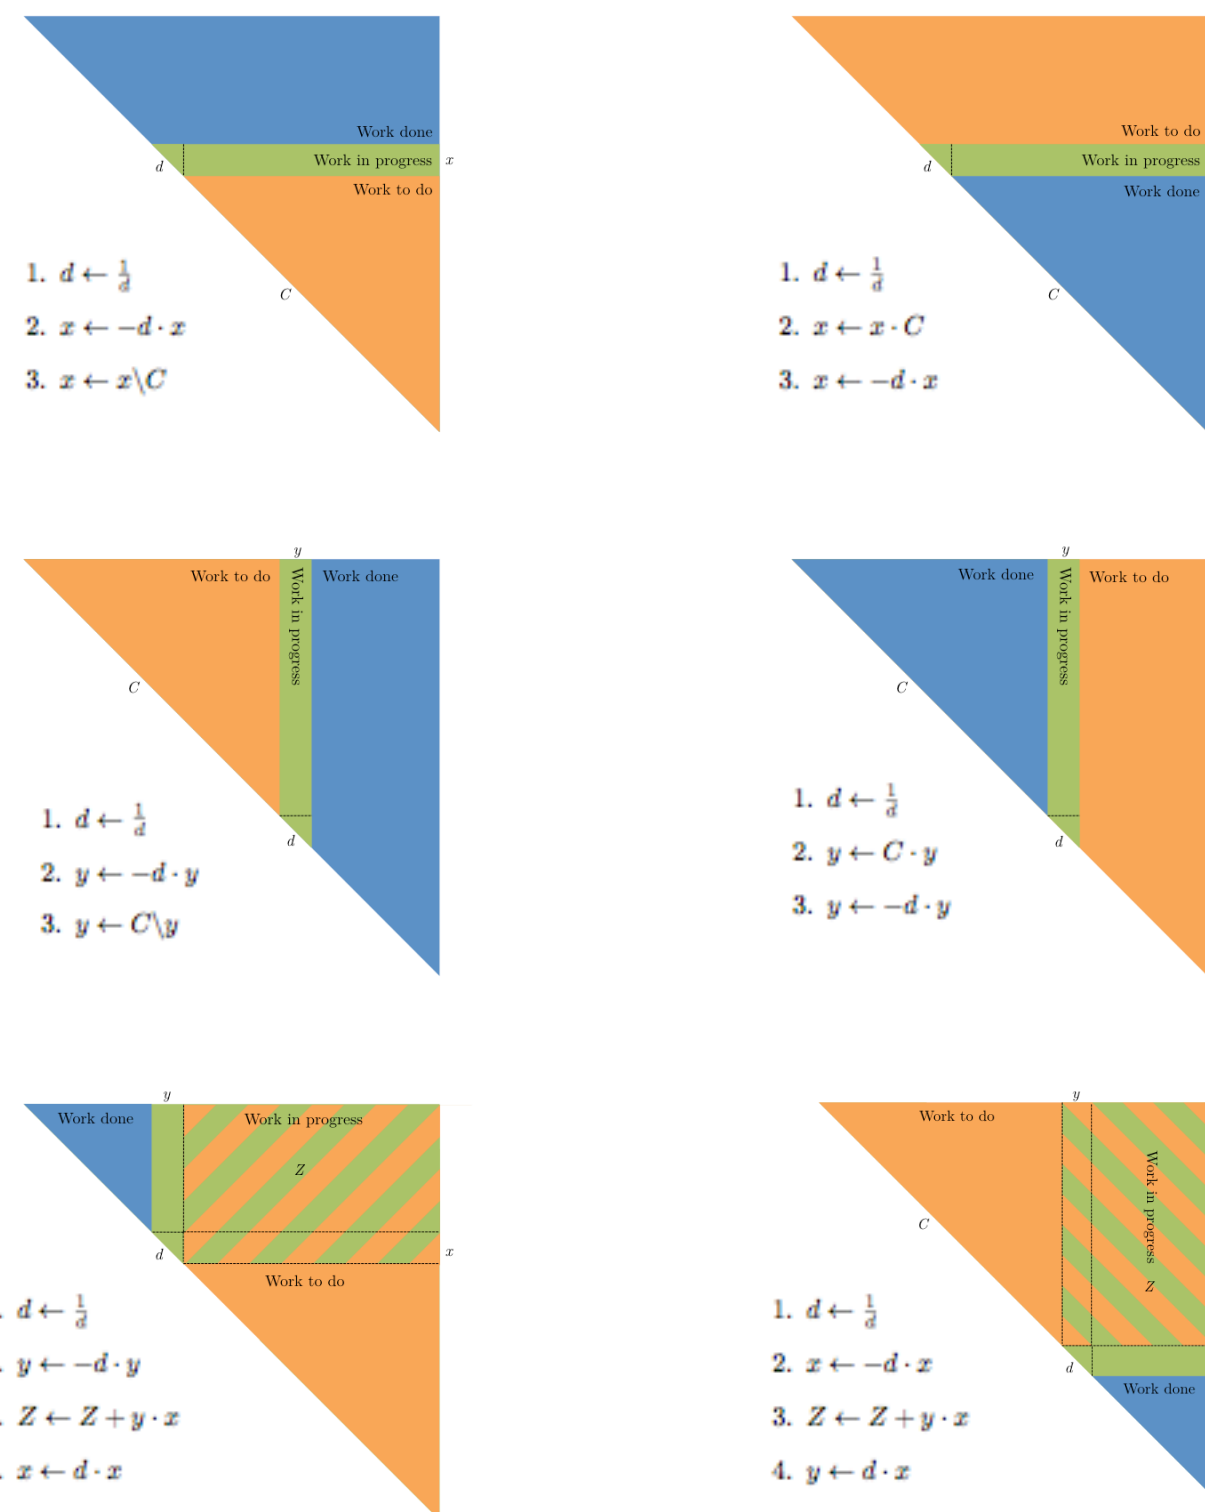 Work done
Work in progress
x
d
Work to do
C
1. d ← 1/d
2. x ← −d · x
3. x ← x\C
Work to do
Work in progress
d
Work done
C
1. d ← 1/d
2. x ← x · C
3. x ← −d · x
y
Work to do
Work in progress
Work done
C
d
1. d ← 1/d
2. y ← −d · y
3. y ← C\y
y
Work done
Work in progress
Work to do
C
d
1. d ← 1/d
2. y ← C · y
3. y ← −d · y
y
Work done
Work in progress
Z
d
x
Work to do
. d ← 1/d
. y ← −d · y
. Z ← Z + y · x
. x ← d · x
y
Work to do
Work in progress
Z
C
d
Work done
1. d ← 1/d
2. x ← −d · x
3. Z ← Z + y · x
4. y ← d · x